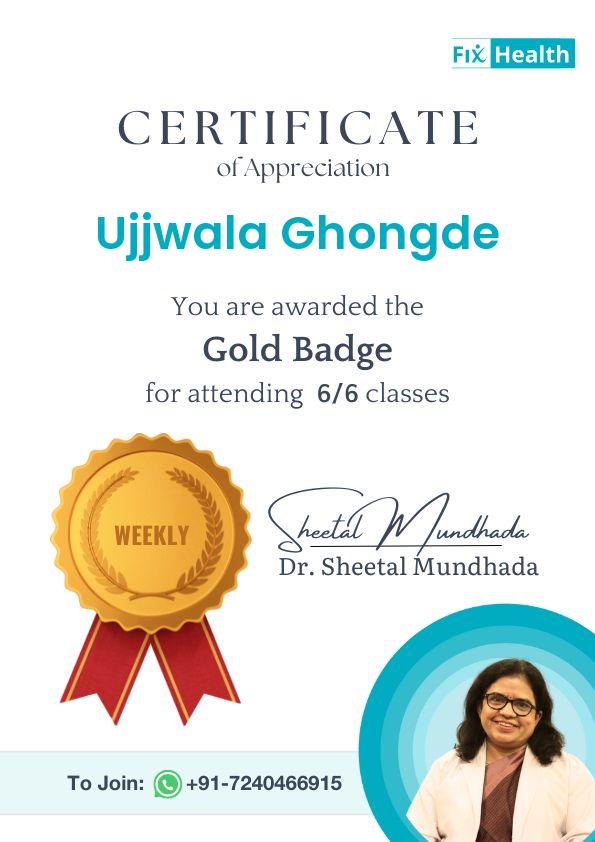 Fix Health
CERTIFICATE
of Appreciation
Ujjwala Ghongde
You are awarded the
Gold Badge
for attending 6/6 classes
WEEKLY
Sheetal Mundhada
Dr. Sheetal Mundhada
To Join: +91-7240466915